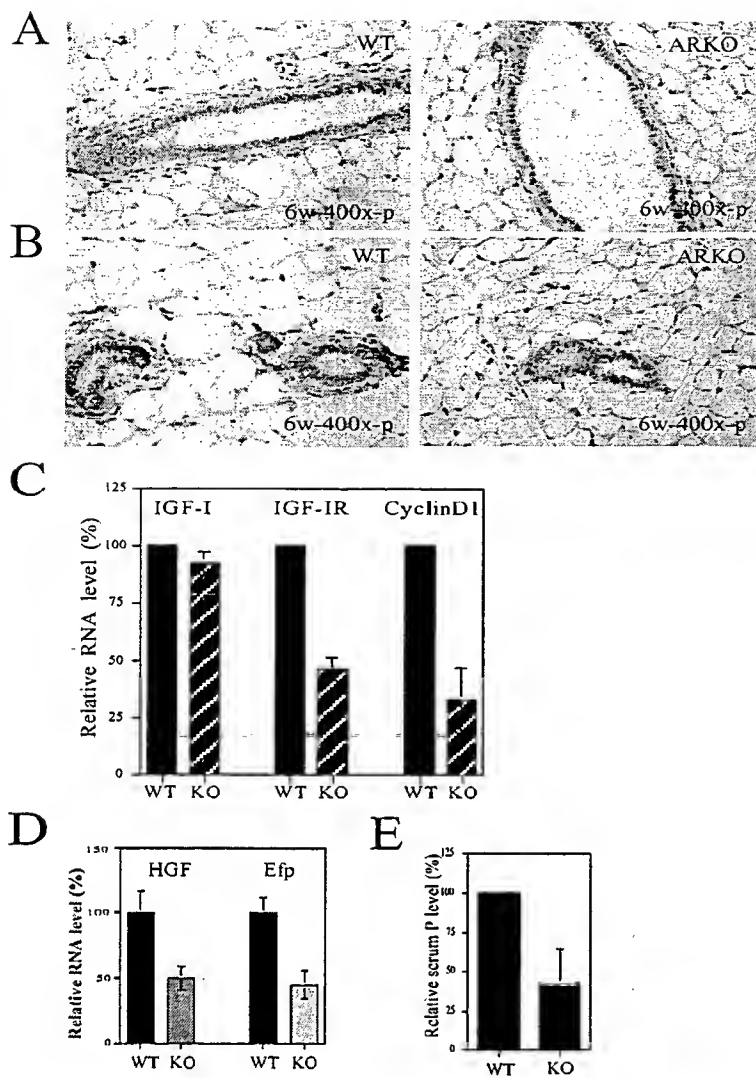 A
WT
ARKO
6w-400x-p
6w-400x-p
B
WT
ARKO
6w-400x-p
6w-400x-p
C
Relative RNA level (%)
125
100
75
50
25
0
IGF-I
IGF-IR
CyclinD1
WT
KO
WT
KO
WT
KO
D
Relative RNA level (%)
150
100
50
0
HGF
Efp
WT
KO
WT
KO
E
Relative serum P level (%)
125
100
75
50
25
0
WT
KO